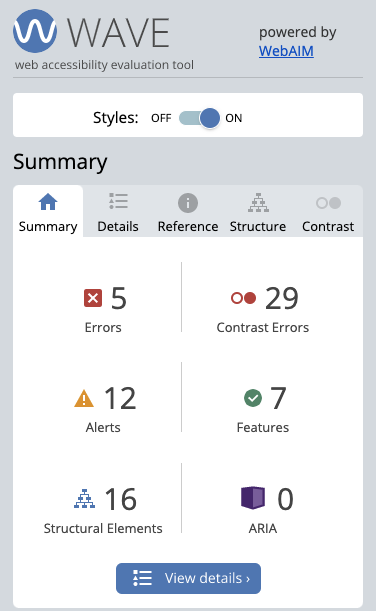 WAVE
web accessibility evaluation tool
powered by
WebAIM
Styles: OFF ON
Summary
Summary Details Reference Structure Contrast
5 29
Errors Contrast Errors
12 7
Alerts Features
16 0
Structural Elements ARIA
View details ›